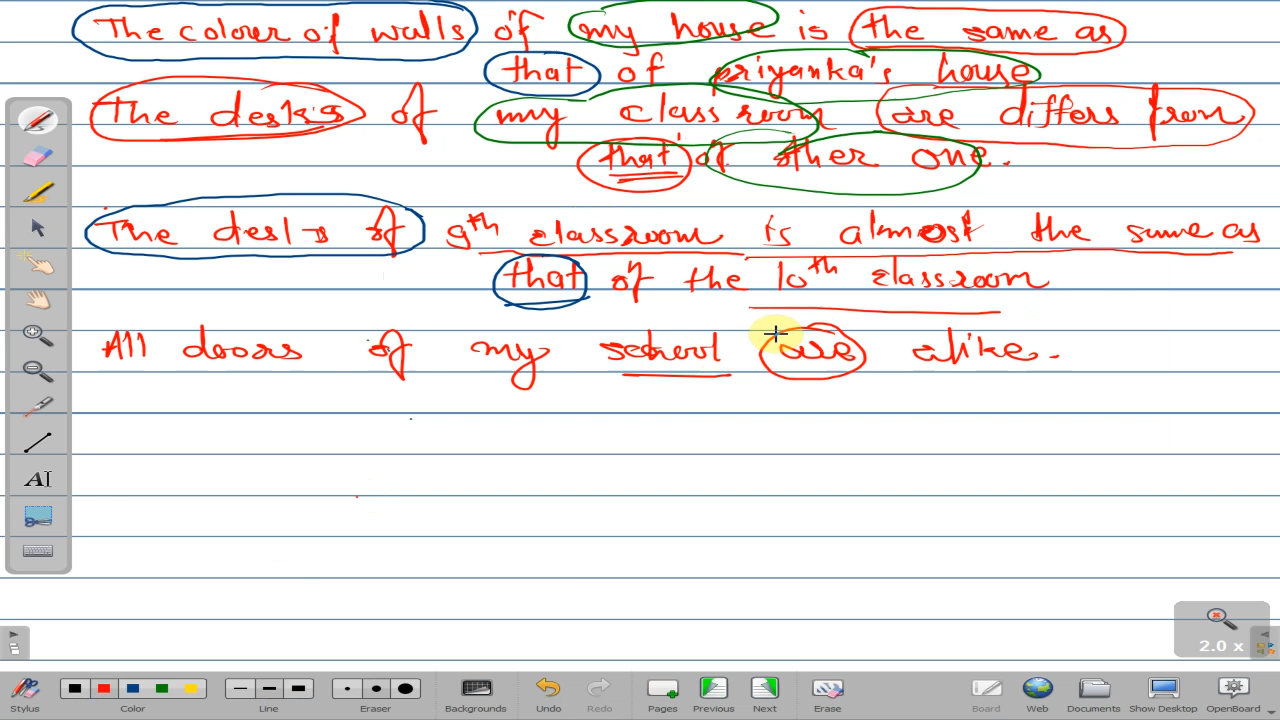 The colour of walls of my house is the same as
that of priyanka's house
The desks of my classroom are differs from
that of other one.
The desks of 9th classroom is almost the same as
that of the 10th classroom
All doors of my school are alike.
AI
2.0 x
Stylus Color Line Eraser Backgrounds Undo Redo Pages Previous Next Erase Board Web Documents Show Desktop OpenBoard